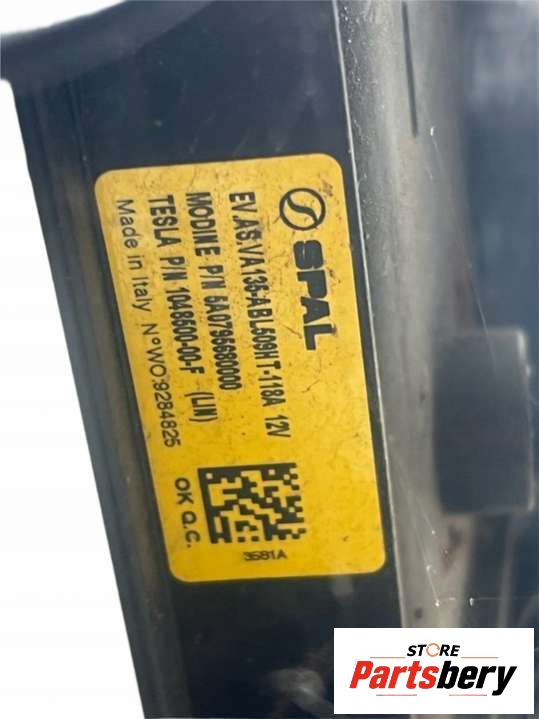 SPAL
EV.AS.VA135-ABL509HT-118A 12V
MODINE P/N 5A0795680000
TESLA P/N 1048600-00-F (LIN)
Made in Italy N°WO:9284825
OK Q.C.
3581A
STORE
Partsbery